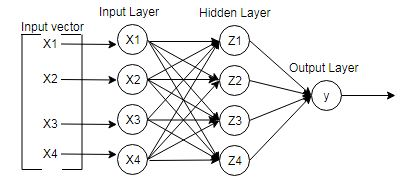 Input Layer
Hidden Layer
Input vector
Output Layer
X1 X1 Z1
X2 X2 Z2
y
X3 X3 Z3
X4 X4 Z4